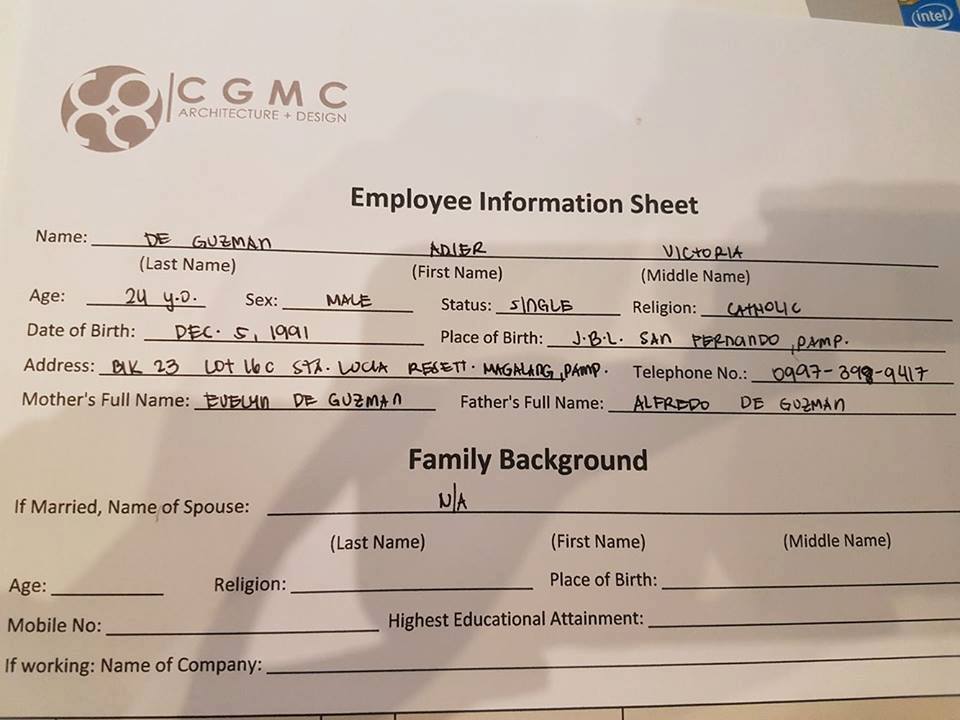 intel
CGMC
ARCHITECTURE + DESIGN
Employee Information Sheet
Name: DE GUZMAN ADIER VICTORIA
(Last Name) (First Name) (Middle Name)
Age: 24 y.o. Sex: MALE Status: SINGLE Religion: CATHOLIC
Date of Birth: DEC. 5, 1991 Place of Birth: J.B.L. SAN FERNANDO, PAMP.
Address: BLK 23 LOT 16C STA. LUCIA RESETT. MAGALANG, PAMP. Telephone No.: 0997-398-9417
Mother's Full Name: EVELYN DE GUZMAN Father's Full Name: ALFREDO DE GUZMAN
Family Background
If Married, Name of Spouse: N/A
(Last Name) (First Name) (Middle Name)
Age: Religion: Place of Birth:
Mobile No: Highest Educational Attainment:
If working: Name of Company: